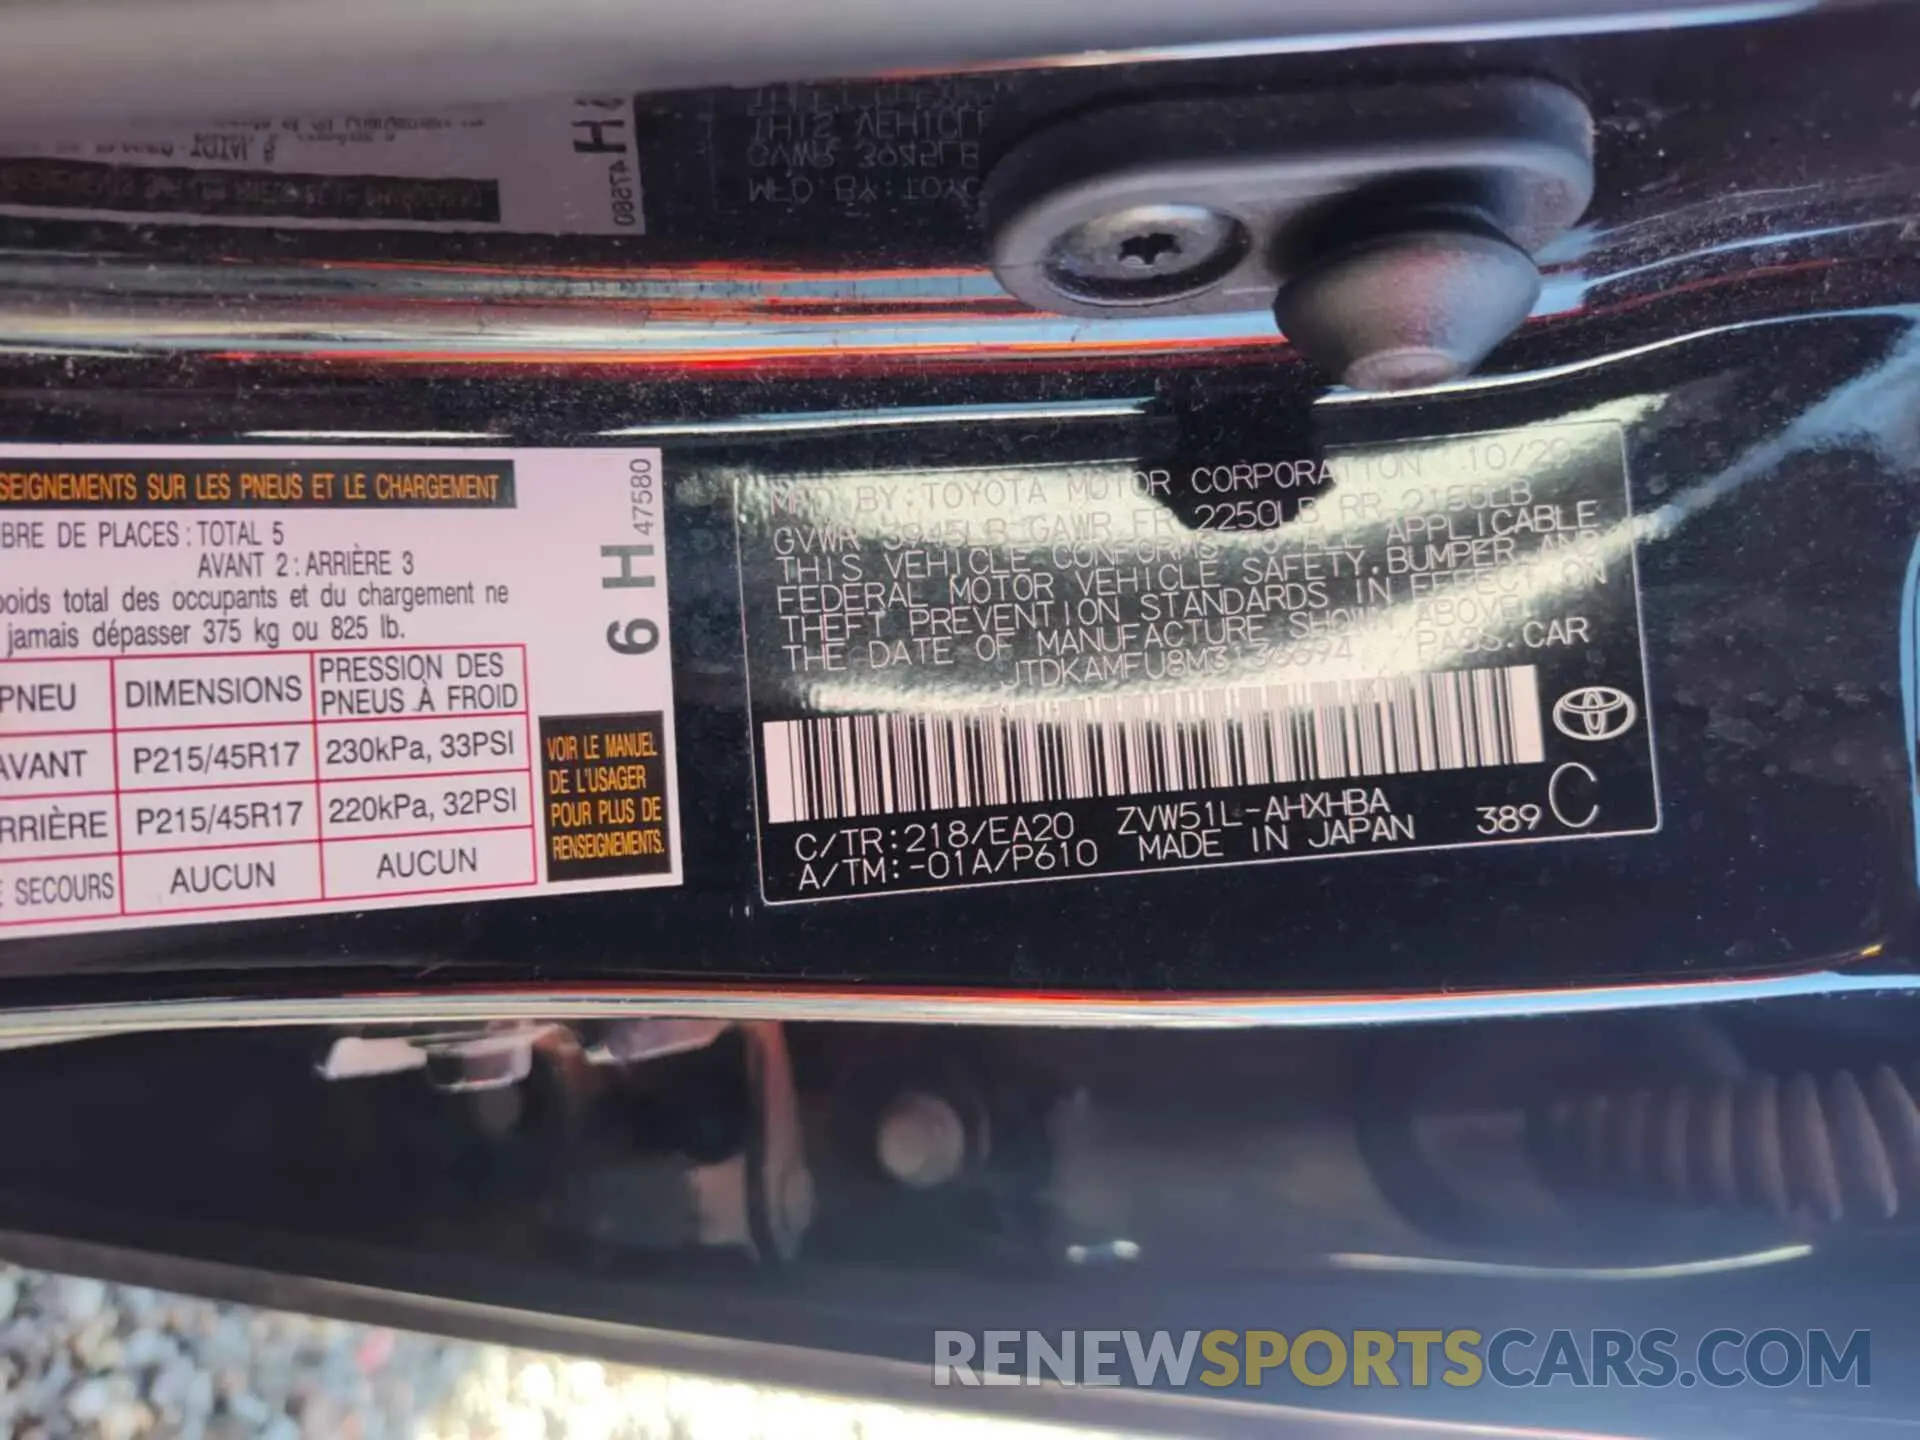 SEIGNEMENTS SUR LES PNEUS ET LE CHARGEMENT
BRE DE PLACES : TOTAL 5
AVANT 2 : ARRIÈRE 3
poids total des occupants et du chargement ne
jamais dépasser 375 kg ou 825 lb.
PNEU DIMENSIONS PRESSION DES PNEUS À FROID
AVANT P215/45R17 230kPa, 33PSI
RRIÈRE P215/45R17 220kPa, 32PSI
E SECOURS AUCUN AUCUN
47580
6 H
VOIR LE MANUEL
DE L'USAGER
POUR PLUS DE
RENSEIGNEMENTS.
MFD. BY: TOYOTA MOTOR CORPORATION 10/20
GVWR 3945LB GAWR FR 2250LB RR 2150LB
THIS VEHICLE CONFORMS TO ALL APPLICABLE
FEDERAL MOTOR VEHICLE SAFETY, BUMPER AND
THEFT PREVENTION STANDARDS IN EFFECT ON
THE DATE OF MANUFACTURE SHOWN ABOVE.
JTDKAMFU8M3136694 PASS. CAR
C/TR:218/EA20 ZVW51L-AHXHBA
A/TM:-01A/P610 MADE IN JAPAN 389 C
RENEWSPORTSCARS.COM